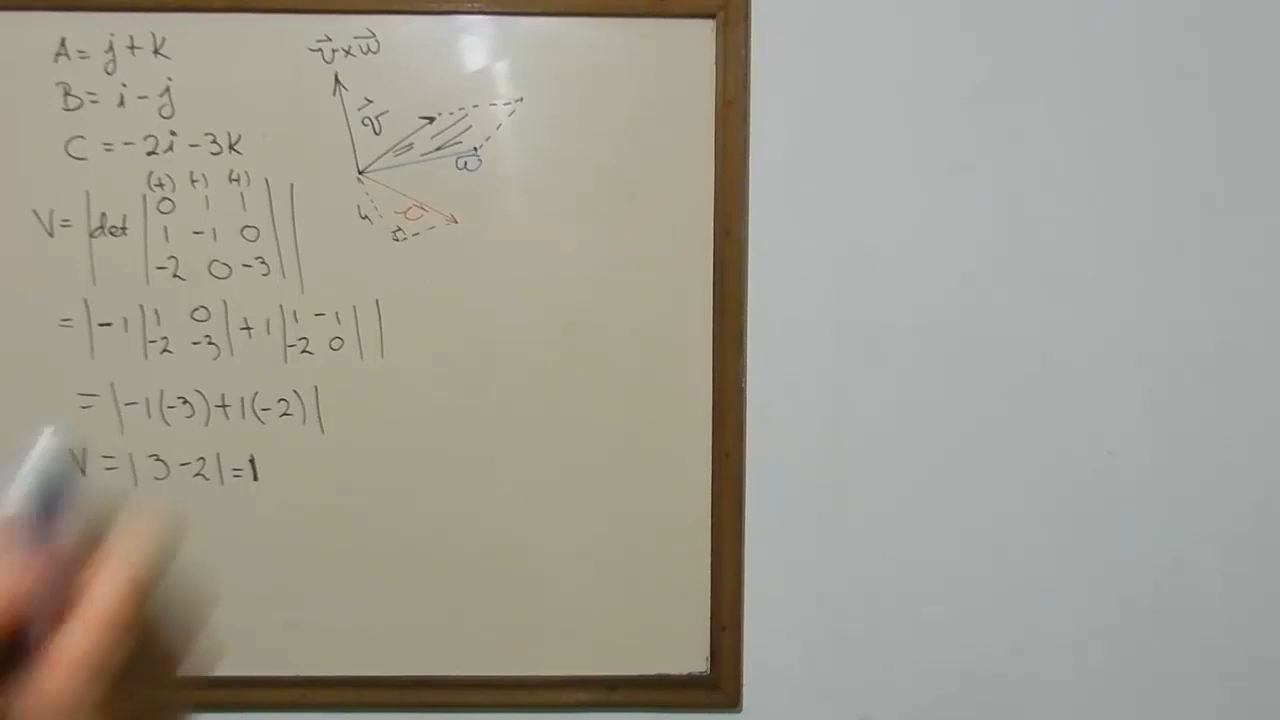 A = j + k
B = i - j
C = -2i - 3k
(+) (-) (+)
V = |det |0 1 1
1 -1 0
-2 0 -3||
= |-1 |1 0
-2 -3| + 1 |1 -1
-2 0||
= |-1(-3) + 1(-2)|
V = |3 - 2| = 1
v⃗ x w⃗
v⃗
w⃗
h